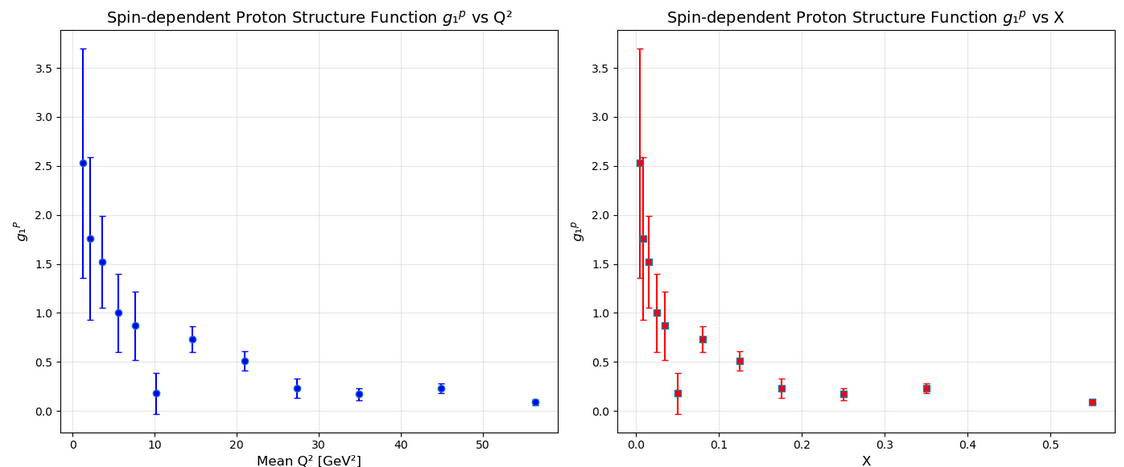 Spin-dependent Proton Structure Function g₁ᵖ vs Q²
3.5
3.0
2.5
2.0
1.5
1.0
0.5
0.0
g₁ᵖ
0 10 20 30 40 50
Mean Q² [GeV²]
Spin-dependent Proton Structure Function g₁ᵖ vs X
3.5
3.0
2.5
2.0
1.5
1.0
0.5
0.0
g₁ᵖ
0.0 0.1 0.2 0.3 0.4 0.5
X